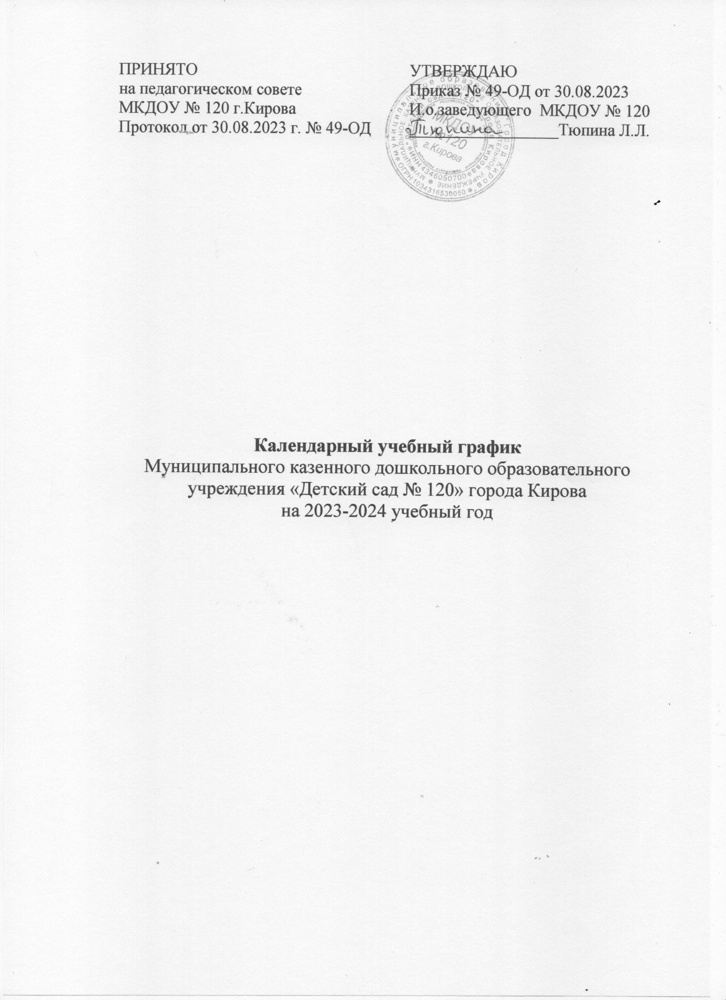 ПРИНЯТО
на педагогическом совете
МКДОУ № 120 г.Кирова
Протокол от 30.08.2023 г. № 49-ОД
УТВЕРЖДАЮ
Приказ № 49-ОД от 30.08.2023
И.о.заведующего МКДОУ № 120
Тюпина
Тюпина Л.Л.
МКДОУ
№120
г.Кирова
*ИНН 4346050700*
*ОГРН 1034316530050*
Календарный учебный график
Муниципального казенного дошкольного образовательного
учреждения «Детский сад № 120» города Кирова
на 2023-2024 учебный год